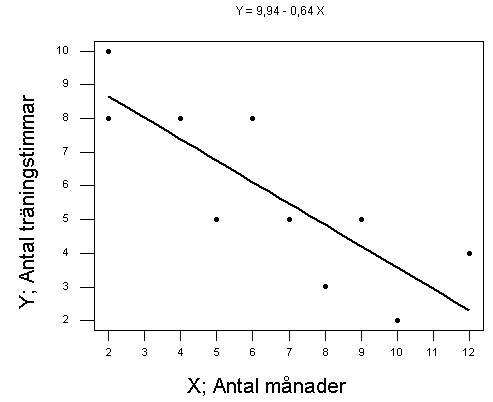 Y = 9,94 - 0,64 X
10
9
8
7
6
5
4
3
2
Y; Antal träningstimmar
2 3 4 5 6 7 8 9 10 11 12
X; Antal månader